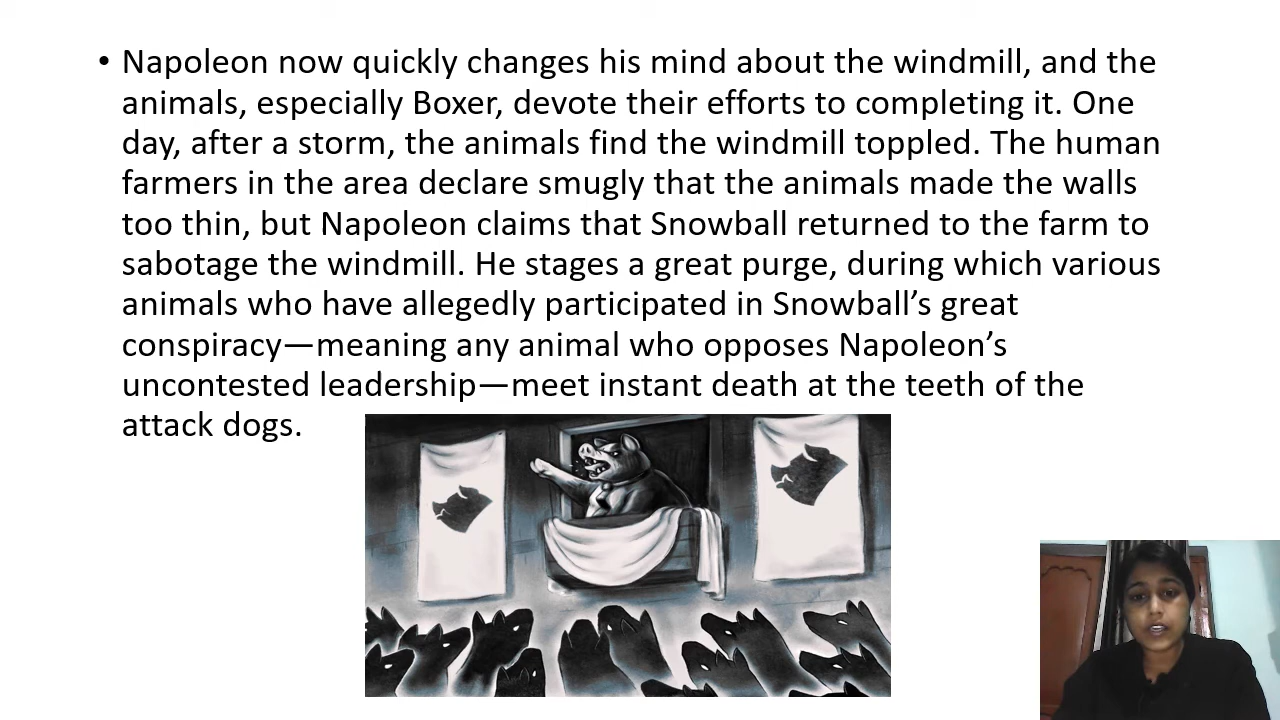 • Napoleon now quickly changes his mind about the windmill, and the
animals, especially Boxer, devote their efforts to completing it. One
day, after a storm, the animals find the windmill toppled. The human
farmers in the area declare smugly that the animals made the walls
too thin, but Napoleon claims that Snowball returned to the farm to
sabotage the windmill. He stages a great purge, during which various
animals who have allegedly participated in Snowball’s great
conspiracy—meaning any animal who opposes Napoleon’s
uncontested leadership—meet instant death at the teeth of the
attack dogs.